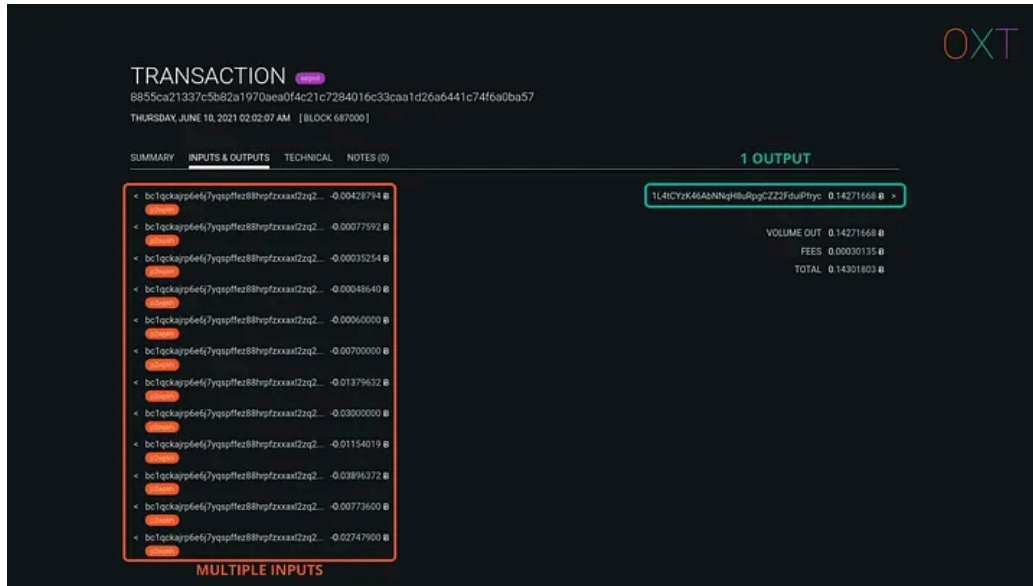 OXT
TRANSACTION segwit
8855ca21337c5b82a1970aea0f4c21c7284016c33caa1d26a6441c74f6a0ba57
THURSDAY, JUNE 10, 2021 02:02:07 AM [ BLOCK 687000 ]
SUMMARY INPUTS & OUTPUTS TECHNICAL NOTES (0)
1 OUTPUT
< bc1qckajrp6e6j7yqspffez88hrpfzxxaxl2zq2... -0.00428794 ₿
p2wpkh
< bc1qckajrp6e6j7yqspffez88hrpfzxxaxl2zq2... -0.00077592 ₿
p2wpkh
< bc1qckajrp6e6j7yqspffez88hrpfzxxaxl2zq2... -0.00035254 ₿
p2wpkh
< bc1qckajrp6e6j7yqspffez88hrpfzxxaxl2zq2... -0.00048640 ₿
p2wpkh
< bc1qckajrp6e6j7yqspffez88hrpfzxxaxl2zq2... -0.00060000 ₿
p2wpkh
< bc1qckajrp6e6j7yqspffez88hrpfzxxaxl2zq2... -0.00700000 ₿
p2wpkh
< bc1qckajrp6e6j7yqspffez88hrpfzxxaxl2zq2... -0.01379632 ₿
p2wpkh
< bc1qckajrp6e6j7yqspffez88hrpfzxxaxl2zq2... -0.03000000 ₿
p2wpkh
< bc1qckajrp6e6j7yqspffez88hrpfzxxaxl2zq2... -0.01154019 ₿
p2wpkh
< bc1qckajrp6e6j7yqspffez88hrpfzxxaxl2zq2... -0.03896372 ₿
p2wpkh
< bc1qckajrp6e6j7yqspffez88hrpfzxxaxl2zq2... -0.00773600 ₿
p2wpkh
< bc1qckajrp6e6j7yqspffez88hrpfzxxaxl2zq2... -0.02747900 ₿
p2wpkh
MULTIPLE INPUTS
1L4tCYzK46AbNNqH8uRpgCZZ2FduiPfryc 0.14271668 ₿ >
VOLUME OUT 0.14271668 ₿
FEES 0.00030135 ₿
TOTAL 0.14301803 ₿